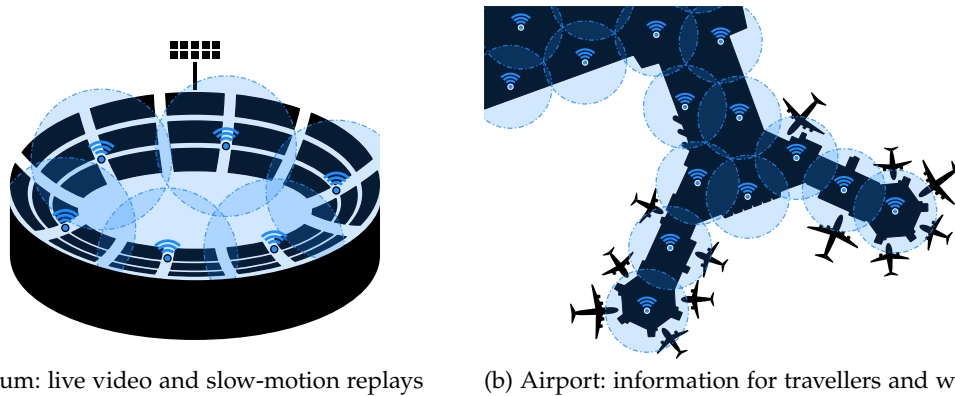 um: live video and slow-motion replays
(b) Airport: information for travellers and w